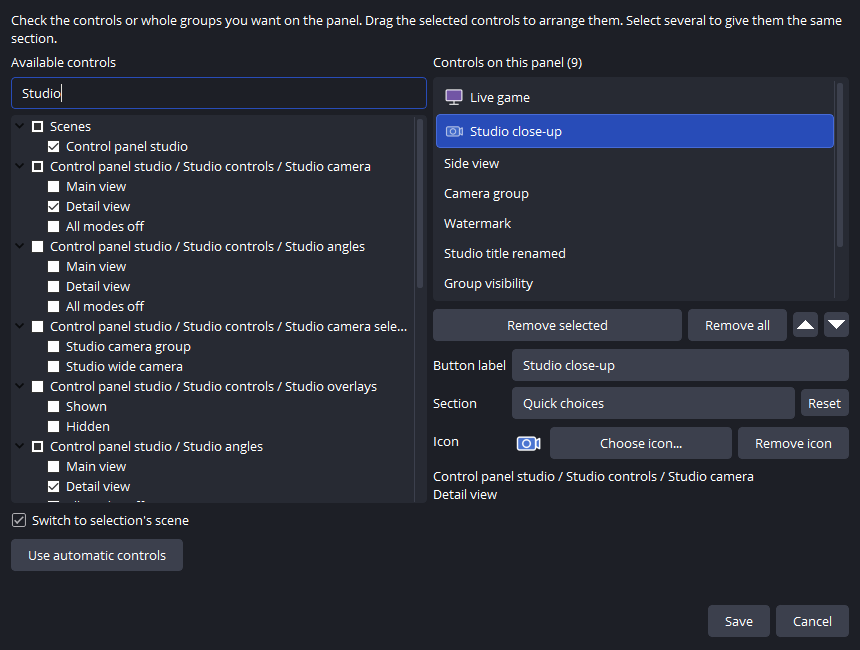 Check the controls or whole groups you want on the panel. Drag the selected controls to arrange them. Select several to give them the same
section.
Available controls
Studio
Scenes
Control panel studio
Control panel studio / Studio controls / Studio camera
Main view
Detail view
All modes off
Control panel studio / Studio controls / Studio angles
Main view
Detail view
All modes off
Control panel studio / Studio controls / Studio camera sele...
Studio camera group
Studio wide camera
Control panel studio / Studio controls / Studio overlays
Shown
Hidden
Control panel studio / Studio angles
Main view
Detail view
Switch to selection's scene
Use automatic controls
Controls on this panel (9)
Live game
Studio close-up
Side view
Camera group
Watermark
Studio title renamed
Group visibility
Remove selected
Remove all
Button label
Studio close-up
Section
Quick choices
Reset
Icon
Choose icon...
Remove icon
Control panel studio / Studio controls / Studio camera
Detail view
Save
Cancel